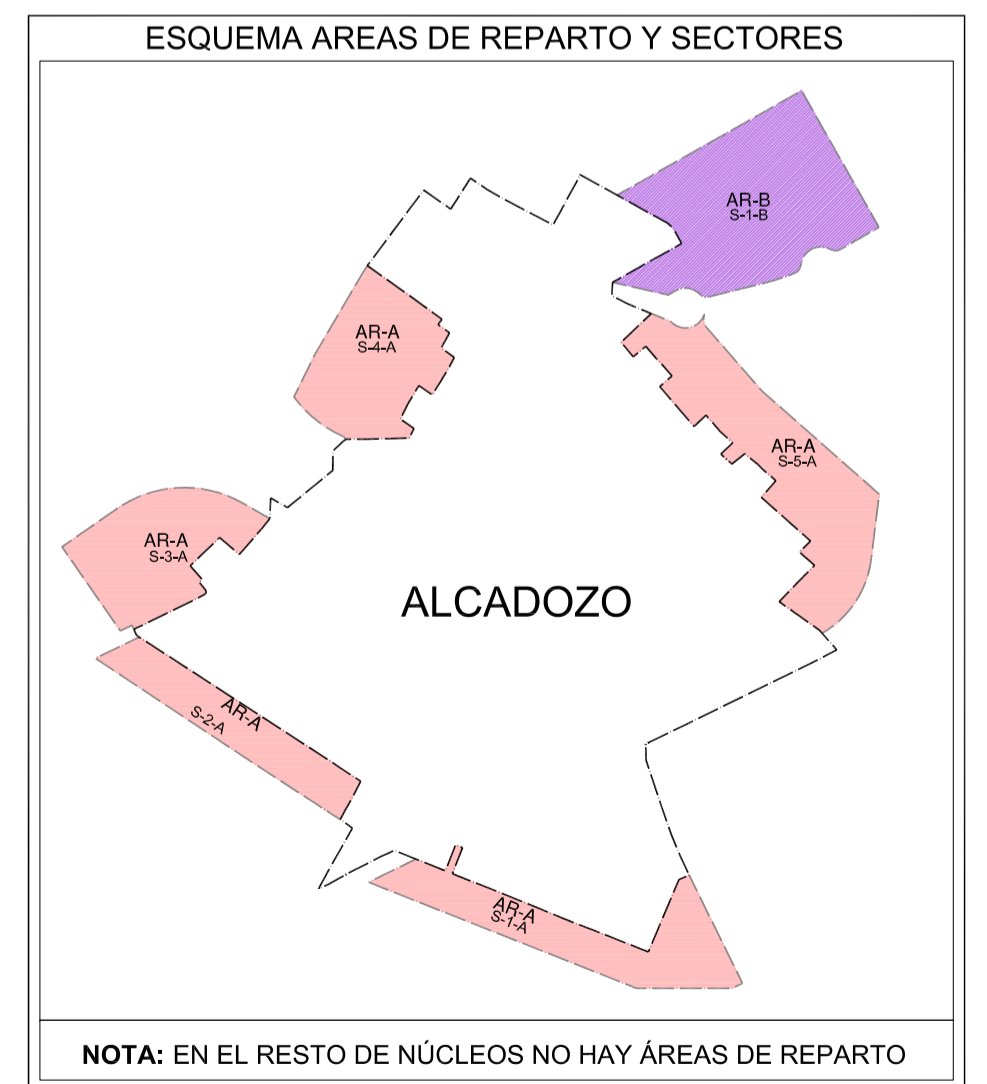 ESQUEMA AREAS DE REPARTO Y SECTORES
AR-B
S-1-B
AR-A
S-4-A
AR-A
S-5-A
AR-A
S-3-A
ALCADOZO
AR-A
S-2-A
AR-A
S-1-A
NOTA: EN EL RESTO DE NÚCLEOS NO HAY ÁREAS DE REPARTO